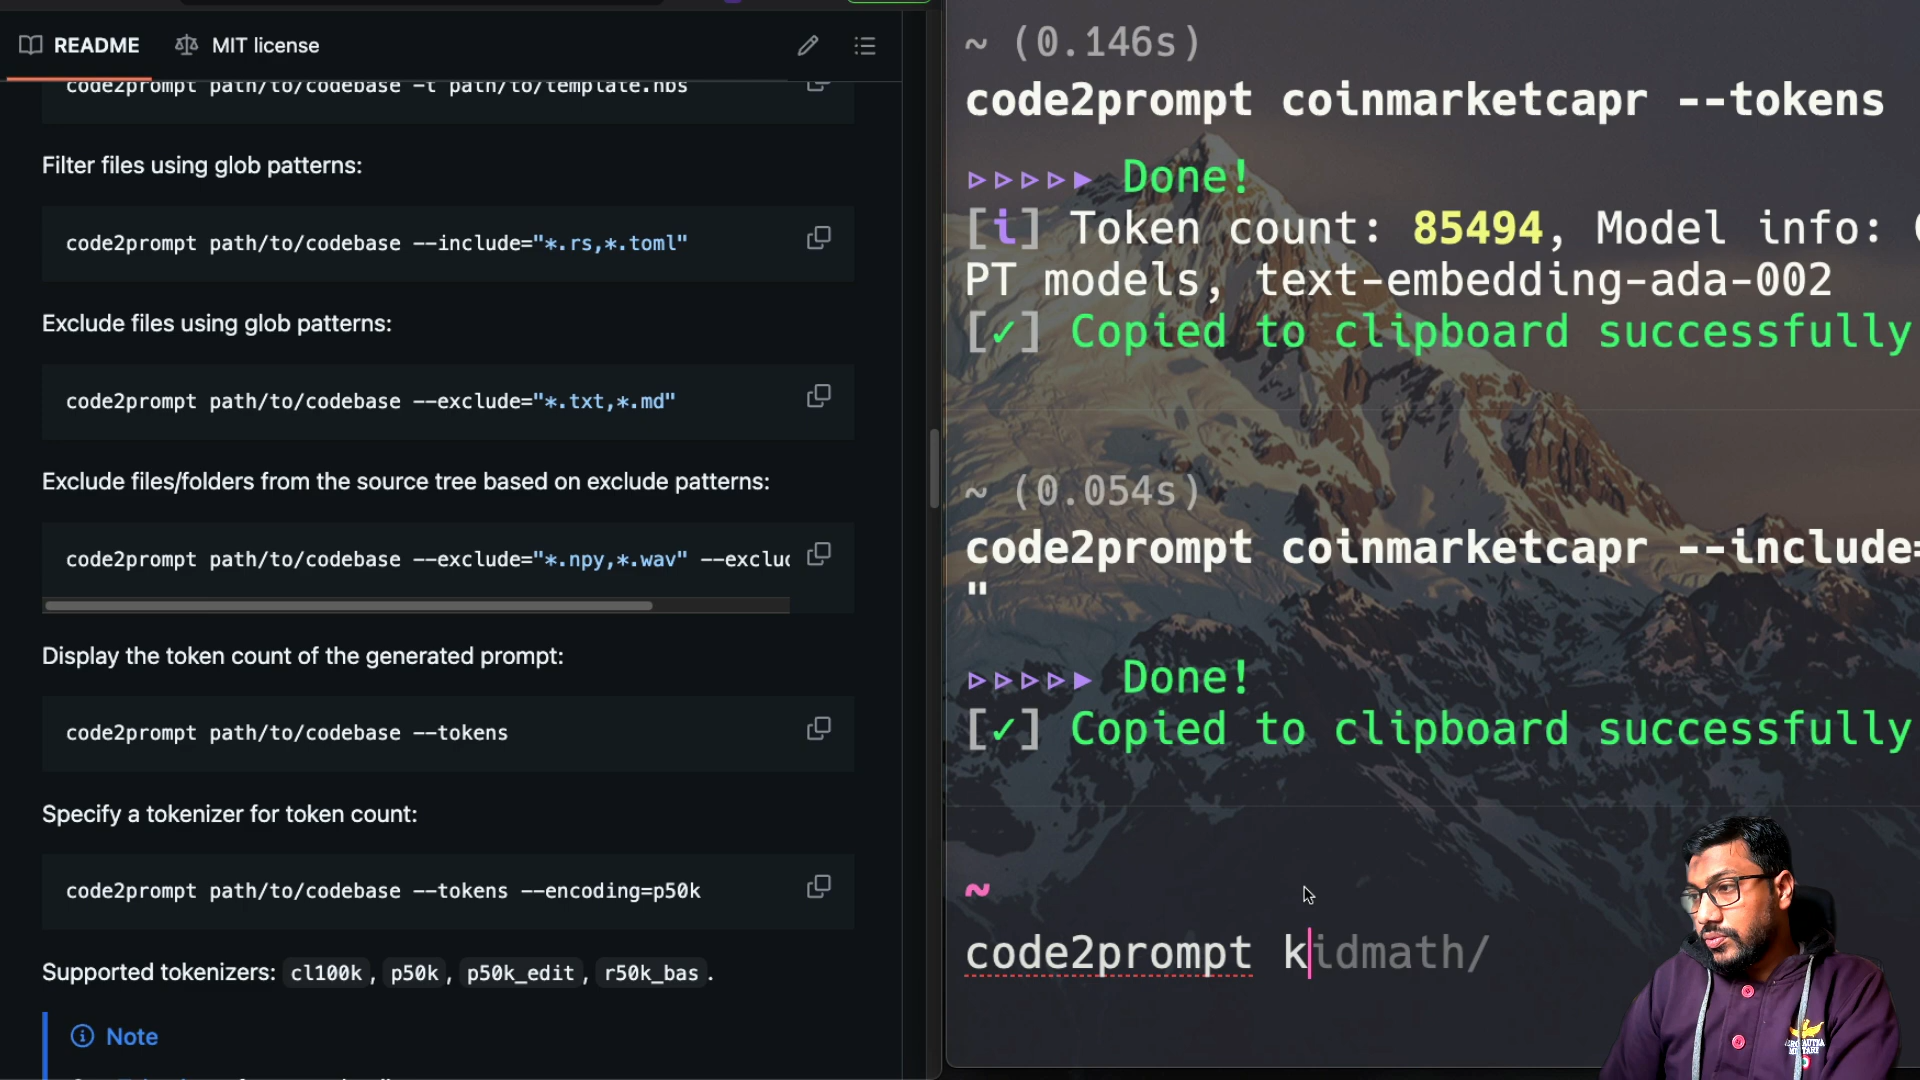 README
MIT license
code2prompt path/to/codebase -t path/to/template.hbs
Filter files using glob patterns:
code2prompt path/to/codebase --include="*.rs,*.toml"
Exclude files using glob patterns:
code2prompt path/to/codebase --exclude="*.txt,*.md"
Exclude files/folders from the source tree based on exclude patterns:
code2prompt path/to/codebase --exclude="*.npy,*.wav" --exclu
Display the token count of the generated prompt:
code2prompt path/to/codebase --tokens
Specify a tokenizer for token count:
code2prompt path/to/codebase --tokens --encoding=p50k
Supported tokenizers: cl100k, p50k, p50k_edit, r50k_bas.
Note
~ (0.146s)
code2prompt coinmarketcapr --tokens
▹▹▹▹▸ Done!
[i] Token count: 85494, Model info:
PT models, text-embedding-ada-002
[✓] Copied to clipboard successfully
~ (0.054s)
code2prompt coinmarketcapr --include=
"
▹▹▹▹▸ Done!
[✓] Copied to clipboard successfully
~
code2prompt kidmath/